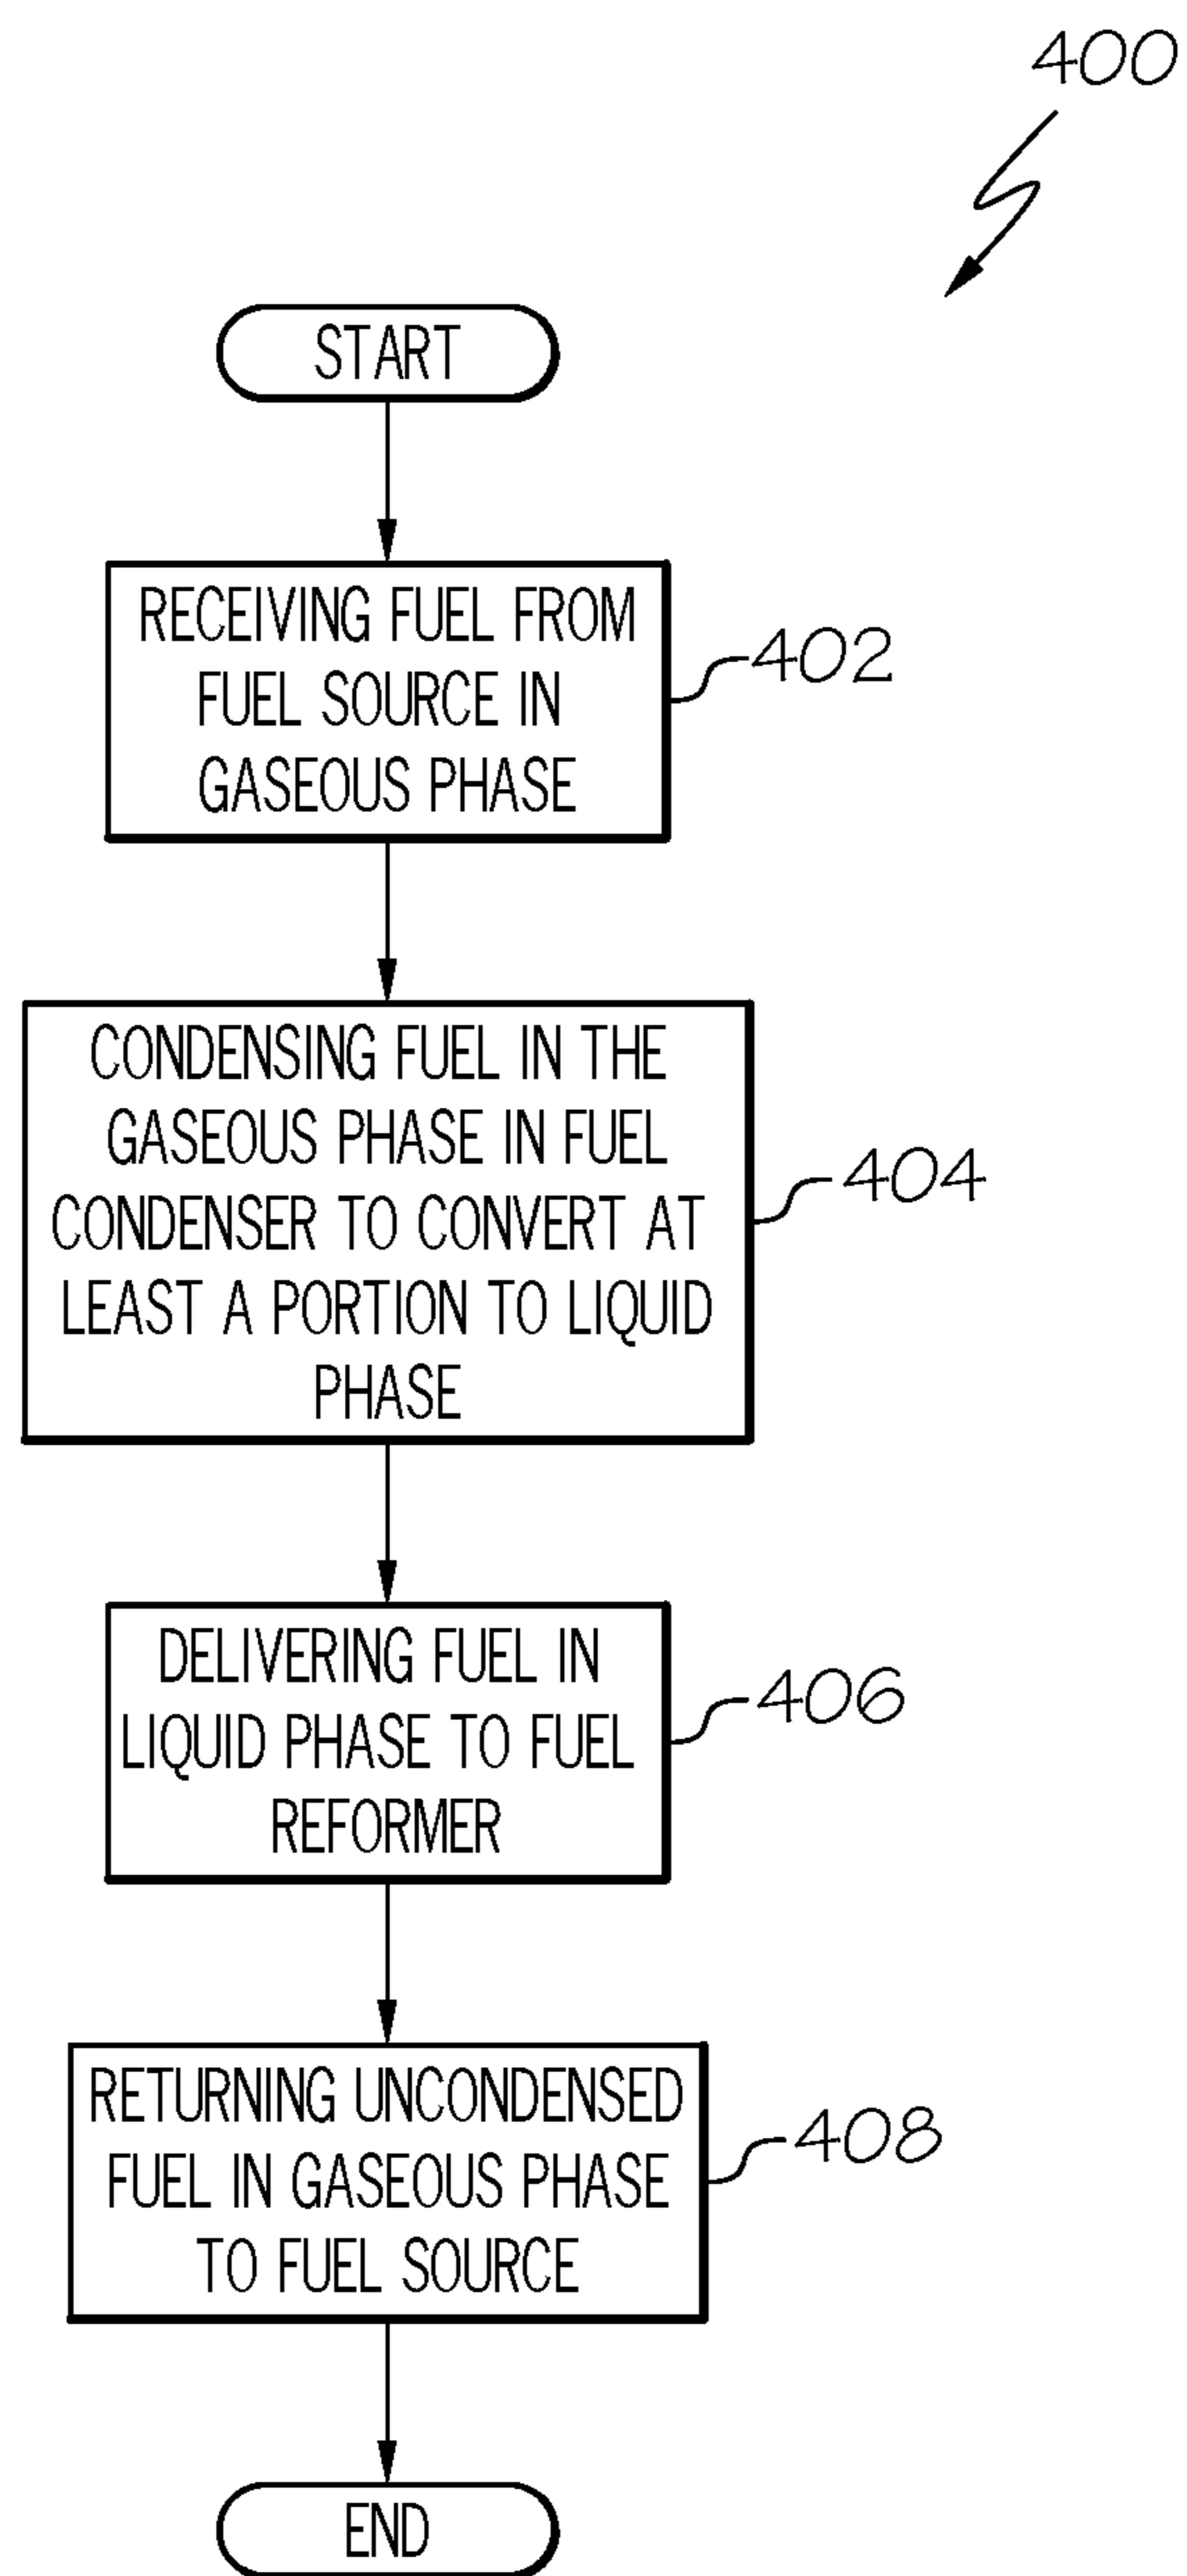 400
START
RECEIVING FUEL FROM
FUEL SOURCE IN
GASEOUS PHASE
402
CONDENSING FUEL IN THE
GASEOUS PHASE IN FUEL
CONDENSER TO CONVERT AT
LEAST A PORTION TO LIQUID
PHASE
404
DELIVERING FUEL IN
LIQUID PHASE TO FUEL
REFORMER
406
RETURNING UNCONDENSED
FUEL IN GASEOUS PHASE
TO FUEL SOURCE
408
END